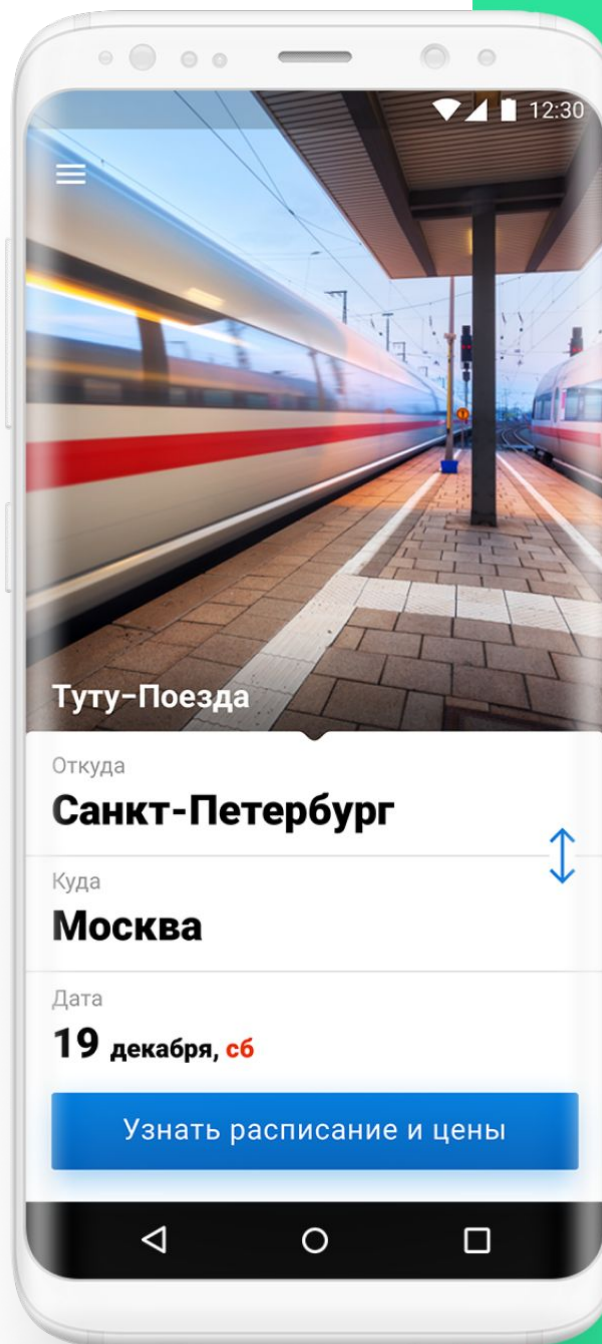 12:30
Туту-Поезда
Откуда
Санкт-Петербург
Куда
Москва
Дата
19 декабря, сб
Узнать расписание и цены